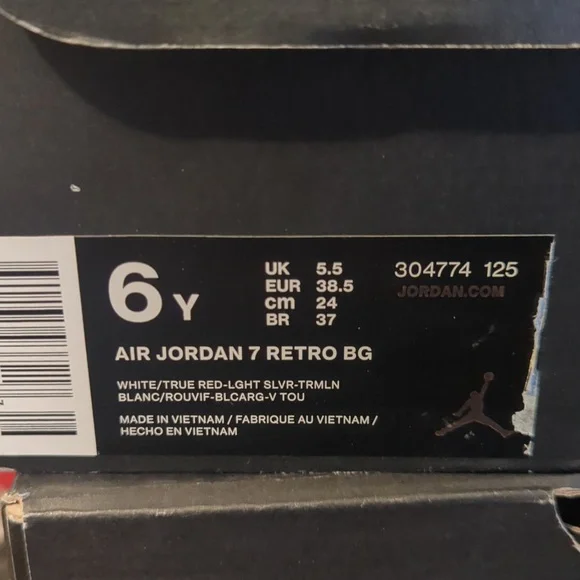 6 Y
UK 5.5
EUR 38.5
cm 24
BR 37
304774 125
JORDAN.COM
AIR JORDAN 7 RETRO BG
WHITE/TRUE RED-LGHT SLVR-TRMLN
BLANC/ROUVIF-BLCARG-V TOU
MADE IN VIETNAM / FABRIQUE AU VIETNAM /
HECHO EN VIETNAM